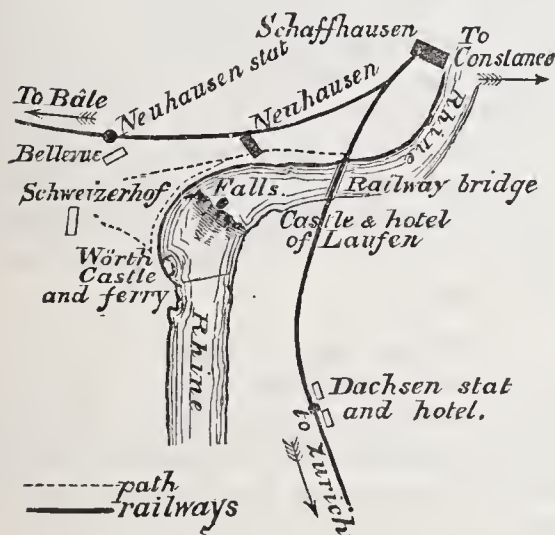 Schaffhausen
To
Constance
Neuhausen stat
To Bâle
Neuhausen
Rhine
Bellevue
Schweizerhof
Falls.
Railway bridge
Castle & hotel
of Laufen
Wörth
Castle
and ferry
Rhine
Dachsen stat
and hotel.
To Zurich
path
railways